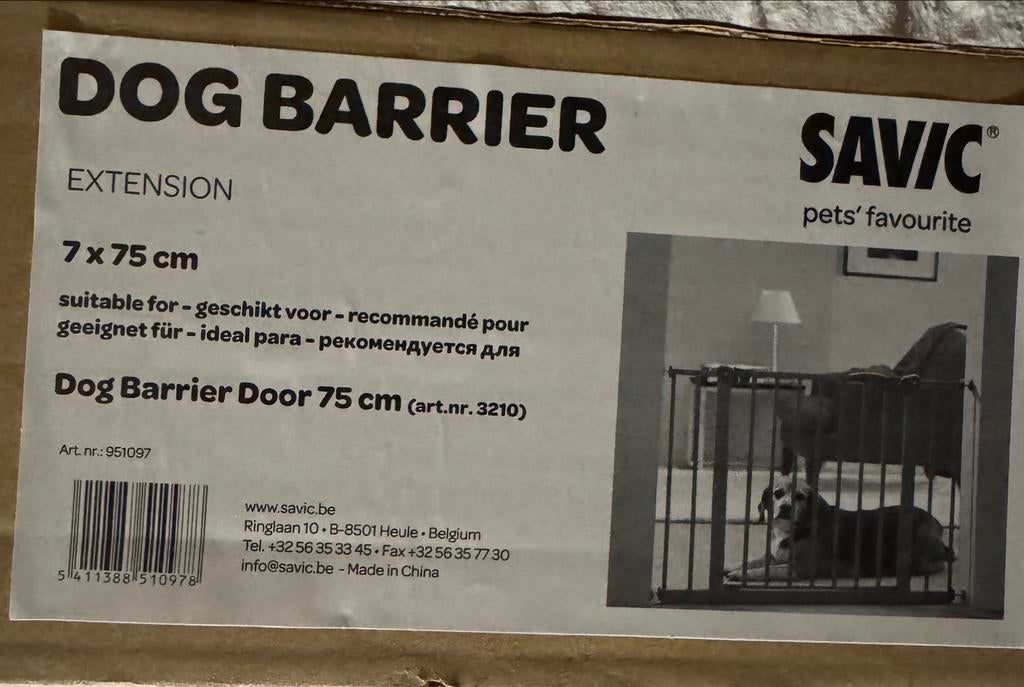 DOG BARRIER
EXTENSION
7 x 75 cm
suitable for - geschikt voor - recommandé pour
geeignet für - ideal para - рекомендуется для
Dog Barrier Door 75 cm (art.nr. 3210)
Art. nr.: 951097
5 411388 510978
www.savic.be
Ringlaan 10 • B-8501 Heule • Belgium
Tel. +32 56 35 33 45 • Fax +32 56 35 77 30
info@savic.be - Made in China
SAVIC®
pets' favourite